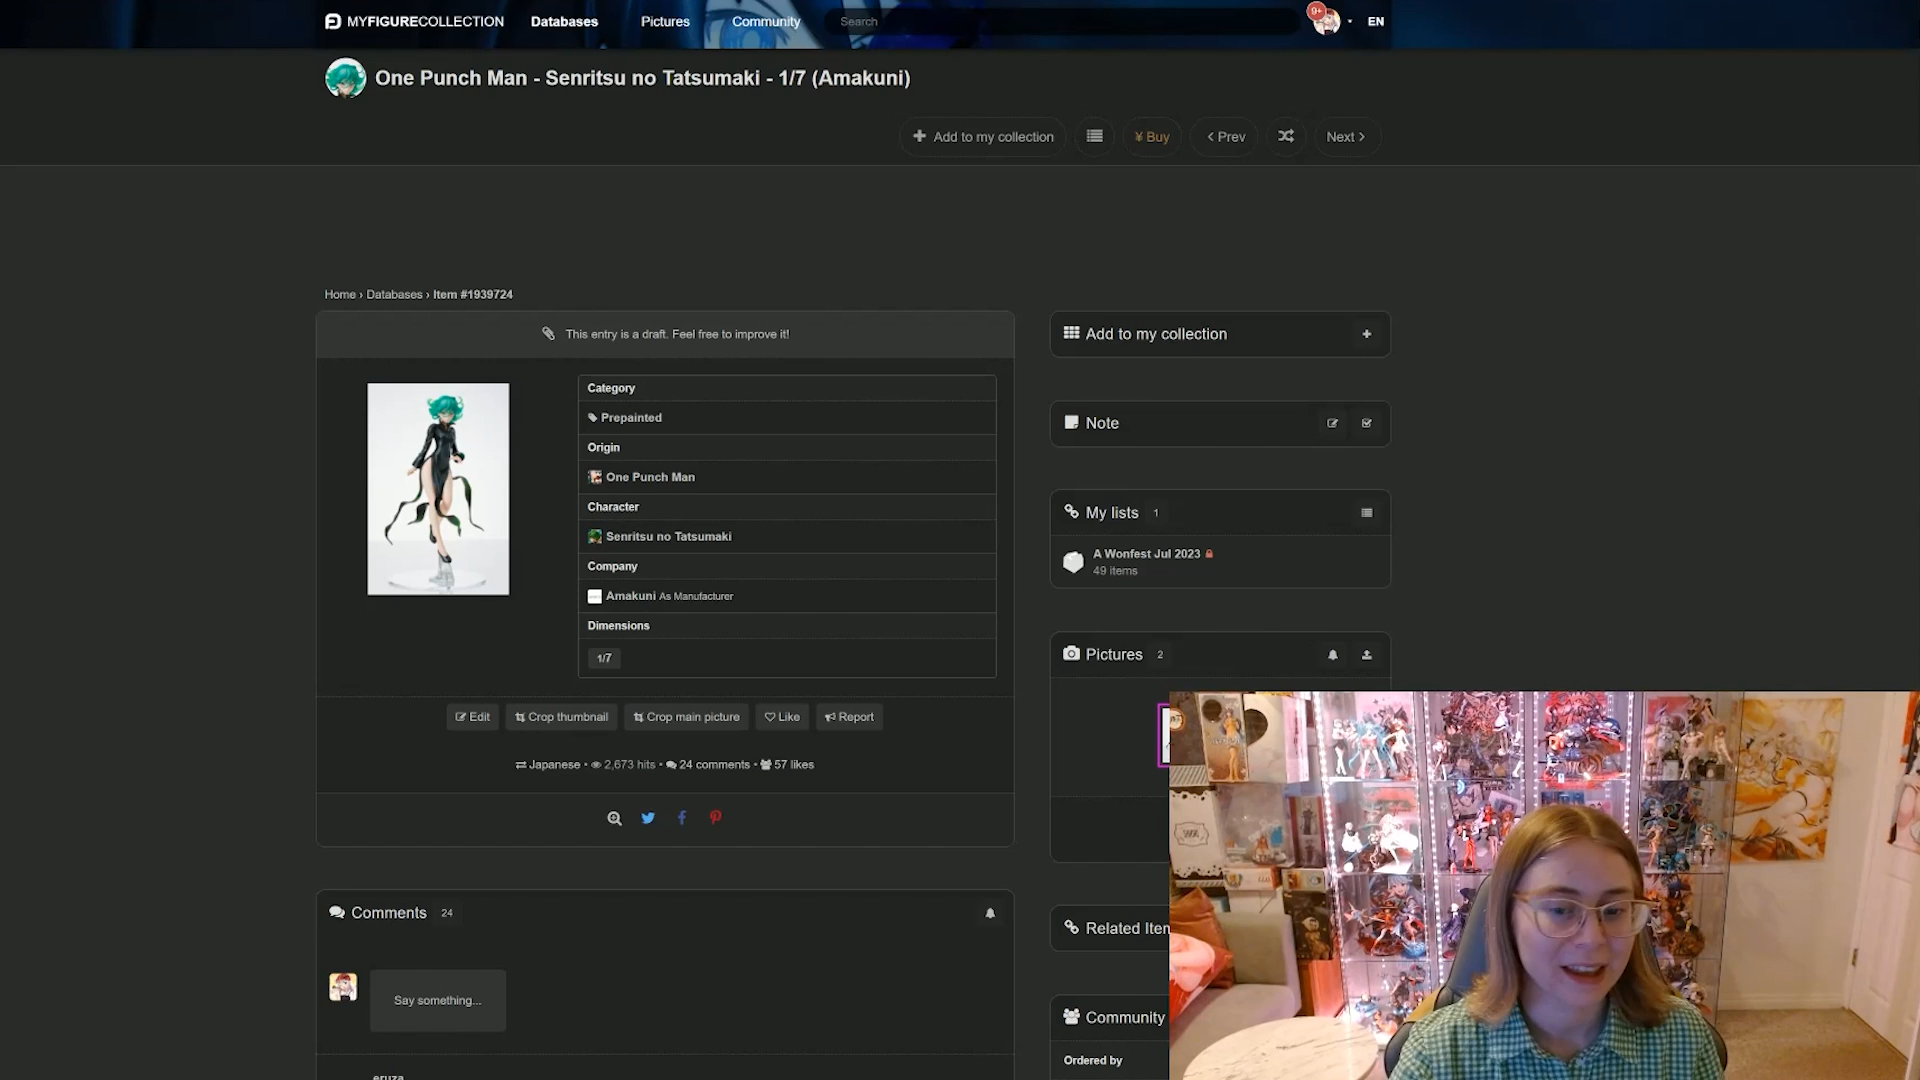 MYFIGURECOLLECTION
Databases
Pictures
Community
Search
9+
EN
One Punch Man - Senritsu no Tatsumaki - 1/7 (Amakuni)
Add to my collection
¥ Buy
Prev
Next
Home › Databases › Item #1939724
This entry is a draft. Feel free to improve it!
Category
Prepainted
Origin
One Punch Man
Character
Senritsu no Tatsumaki
Company
Amakuni As Manufacturer
Dimensions
1/7
Edit
Crop thumbnail
Crop main picture
Like
Report
Japanese • 2,673 hits • 24 comments • 57 likes
Comments 24
Say something...
eruza
Add to my collection
Note
My lists 1
A Wonfest Jul 2023
49 items
Pictures 2
Related Iten
Community
Ordered by